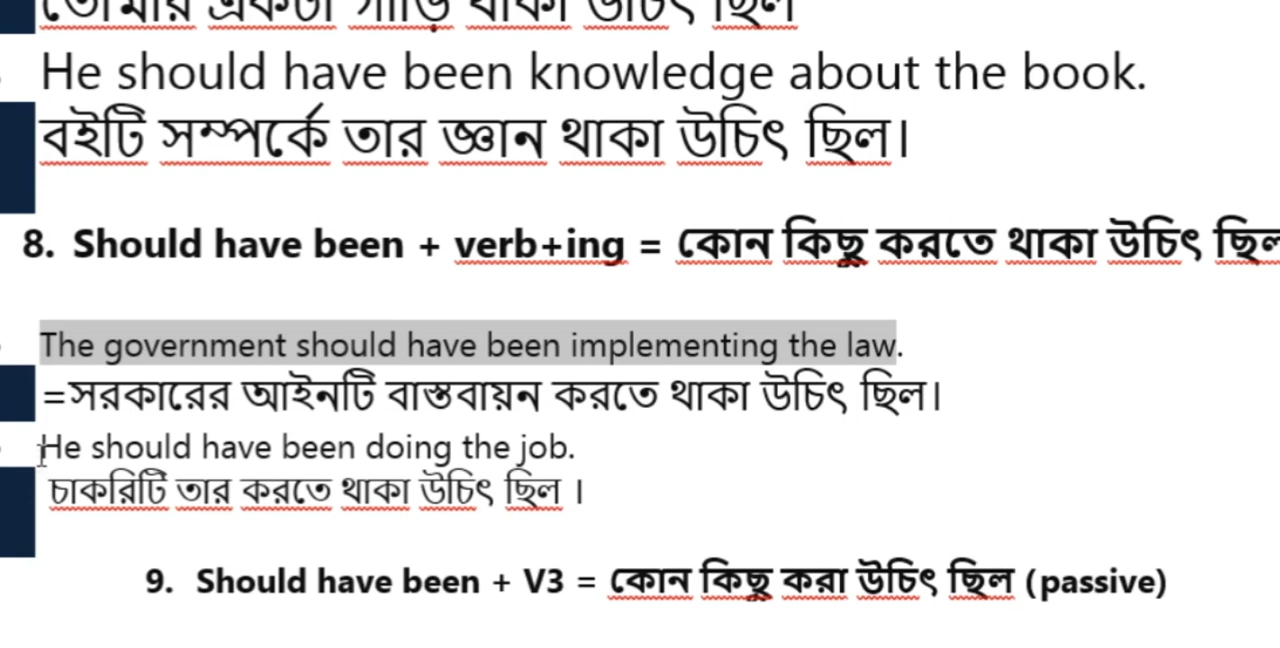 তোমার একটা গাড়ি থাকা উচিৎ ছিল
He should have been knowledge about the book.
বইটি সম্পর্কে তার জ্ঞান থাকা উচিৎ ছিল।
8. Should have been + verb+ing = কোন কিছু করতে থাকা উচিৎ ছিল
The government should have been implementing the law.
=সরকারের আইনটি বাস্তবায়ন করতে থাকা উচিৎ ছিল।
He should have been doing the job.
চাকরিটি তার করতে থাকা উচিৎ ছিল ।
9. Should have been + V3 = কোন কিছু করা উচিৎ ছিল (passive)